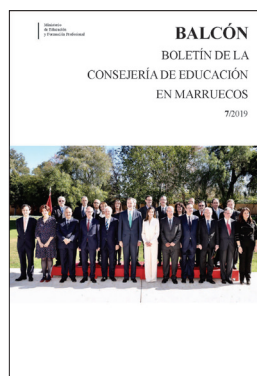 Ministerio
de Educación
y Formación Profesional
BALCÓN
BOLETÍN DE LA
CONSEJERÍA DE EDUCACIÓN
EN MARRUECOS
7/2019